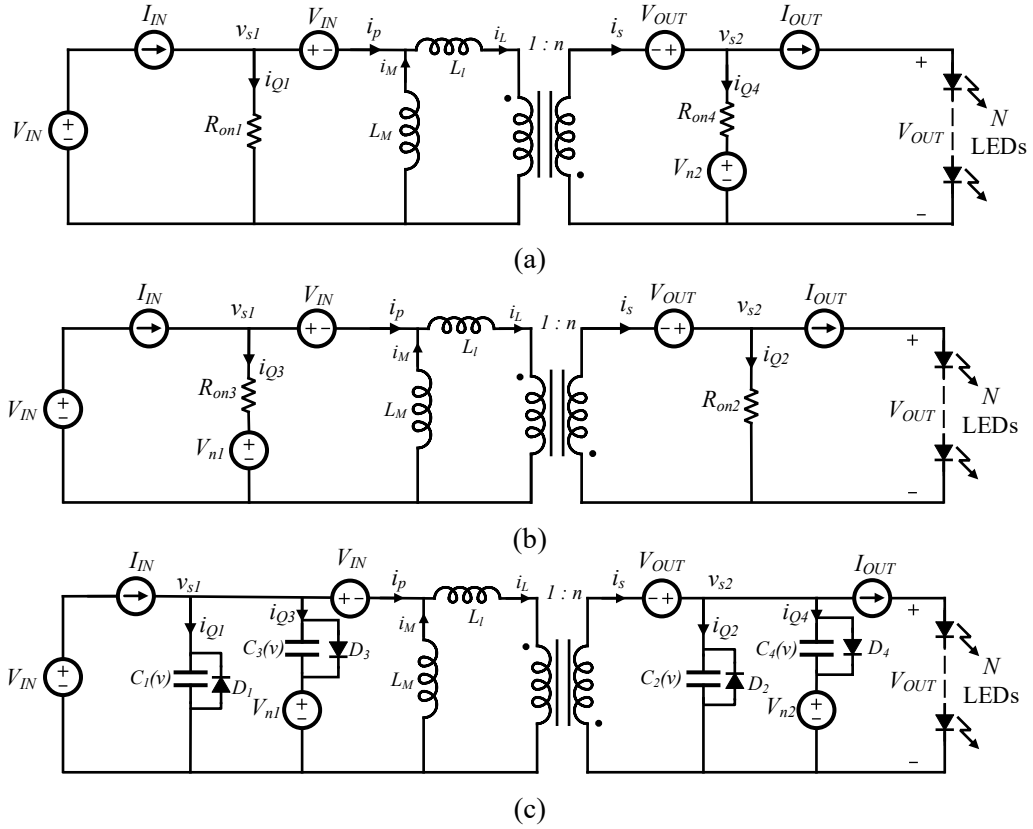 I_IN v_s1 V_IN i_p i_L 1 : n i_s V_OUT v_s2 I_OUT
i_M L_l + −
V_IN + − i_Q1 R_on1 L_M i_Q4 R_on4 V_n2 + − V_OUT N LEDs
(a)
I_IN v_s1 V_IN i_p i_L 1 : n i_s V_OUT v_s2 I_OUT
i_M L_l + −
V_IN + − i_Q3 R_on3 V_n1 + − L_M i_Q2 R_on2 V_OUT N LEDs
(b)
I_IN v_s1 V_IN i_p i_L 1 : n i_s V_OUT v_s2 I_OUT
i_Q1 i_Q3 i_M L_l i_Q2 i_Q4 + −
V_IN + − C_1(v) D_1 C_3(v) D_3 V_n1 + − L_M C_2(v) D_2 C_4(v) D_4 V_n2 + − V_OUT N LEDs
(c)